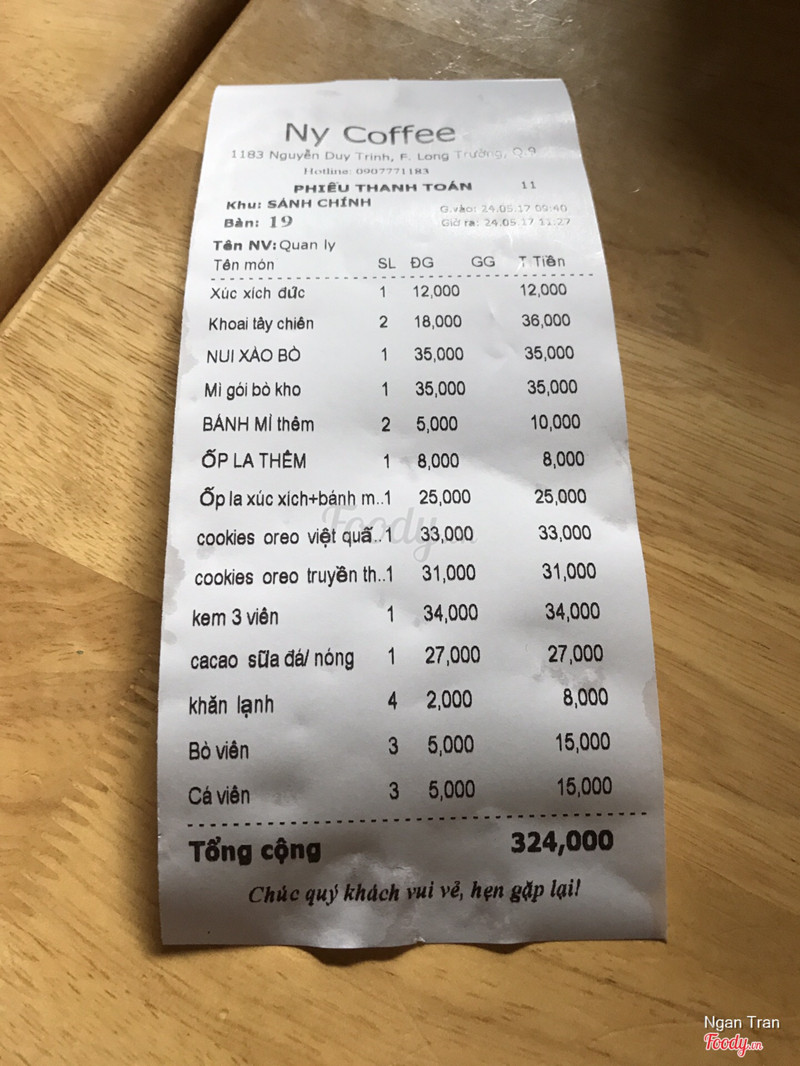 Ny Coffee
1183 Nguyễn Duy Trinh, F. Long Trường, Q.9
Hotline: 0907771183
PHIẾU THANH TOÁN 11
Khu: SẢNH CHÍNH
G.vào: 24.05.17 09:40
Bàn: 19
Giờ ra: 24.05.17 11:27
Tên NV: Quan ly
Tên món SL ĐG GG T Tiền
Xúc xích đức 1 12,000 12,000
Khoai tây chiên 2 18,000 36,000
NUI XÀO BÒ 1 35,000 35,000
Mì gói bò kho 1 35,000 35,000
BÁNH MÌ thêm 2 5,000 10,000
ỐP LA THÊM 1 8,000 8,000
Ốp la xúc xích+bánh m..1 25,000 25,000
cookies oreo việt quấ..1 33,000 33,000
cookies oreo truyền th..1 31,000 31,000
kem 3 viên 1 34,000 34,000
cacao sữa đá/ nóng 1 27,000 27,000
khăn lạnh 4 2,000 8,000
Bò viên 3 5,000 15,000
Cá viên 3 5,000 15,000
Tổng cộng 324,000
Chúc quý khách vui vẻ, hẹn gặp lại!
Foody.vn
Ngan Tran
Foody.vn